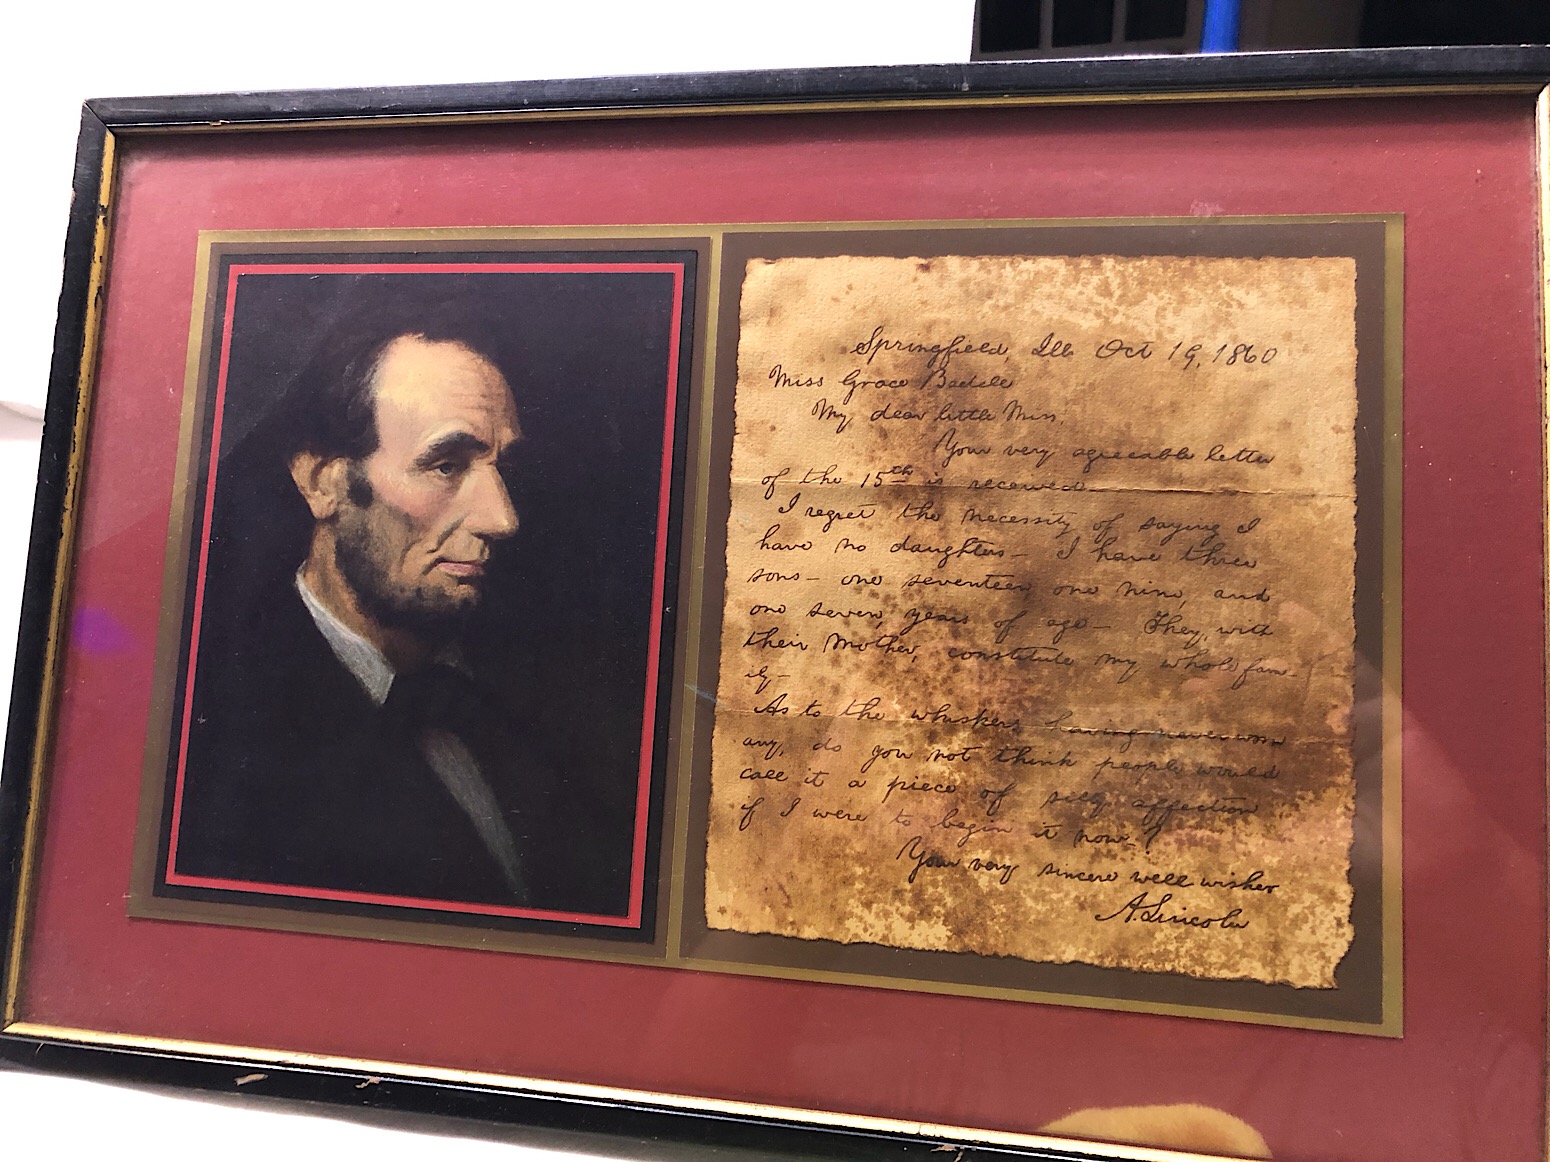 Springfield, Ill Oct 19, 1860
Miss Grace Bedell
My dear little Miss,
Your very agreeable letter
of the 15th is received—
I regret the necessity of saying I
have no daughters— I have three
sons— one seventeen, one nine, and
one seven, years of age— They, with
their Mother, constitute my whole fam-
ily—
As to the whiskers having never worn
any, do you not think people would
call it a piece of silly affection
if I were to begin it now?
Your very sincere well wisher
A. Lincoln